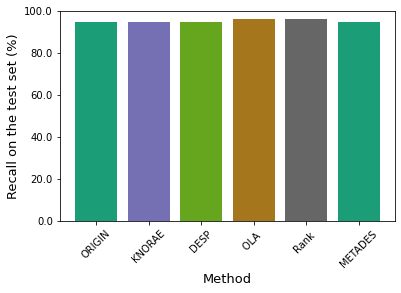 Recall on the test set (%)
100.0
80.0
60.0
40.0
20.0
0.0
ORIGIN
KNORAE
DESP
OLA
Rank
METADES
Method